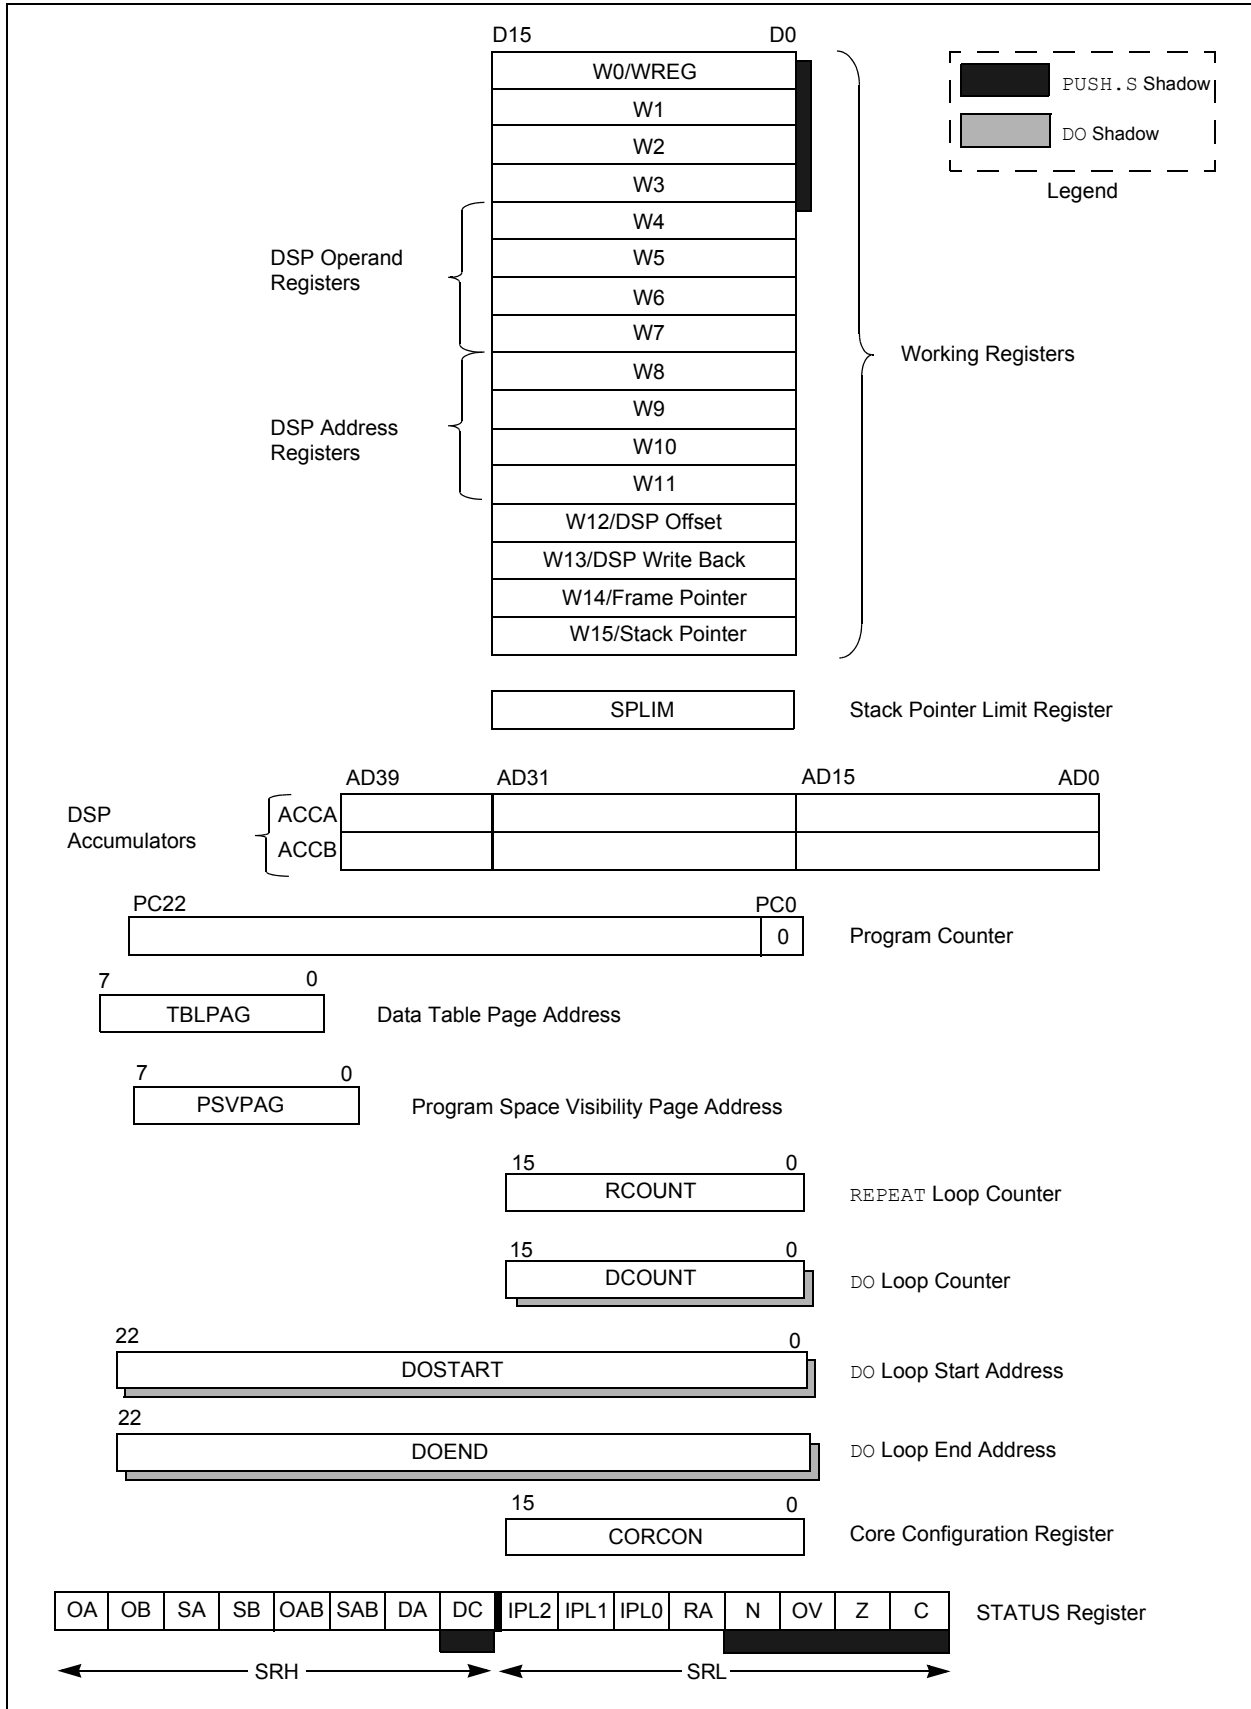 D15 D0
W0/WREG
W1
W2
W3
W4
W5
W6
W7
W8
W9
W10
W11
W12/DSP Offset
W13/DSP Write Back
W14/Frame Pointer
W15/Stack Pointer
PUSH.S Shadow
DO Shadow
Legend
DSP Operand
Registers
DSP Address
Registers
Working Registers
SPLIM
Stack Pointer Limit Register
AD39 AD31 AD15 AD0
DSP
Accumulators
ACCA
ACCB
PC22 PC0
0
Program Counter
7 0
TBLPAG
Data Table Page Address
7 0
PSVPAG
Program Space Visibility Page Address
15 0
RCOUNT
REPEAT Loop Counter
15 0
DCOUNT
DO Loop Counter
22 0
DOSTART
DO Loop Start Address
22
DOEND
DO Loop End Address
15 0
CORCON
Core Configuration Register
OA OB SA SB OAB SAB DA DC IPL2 IPL1 IPL0 RA N OV Z C
STATUS Register
SRH SRL